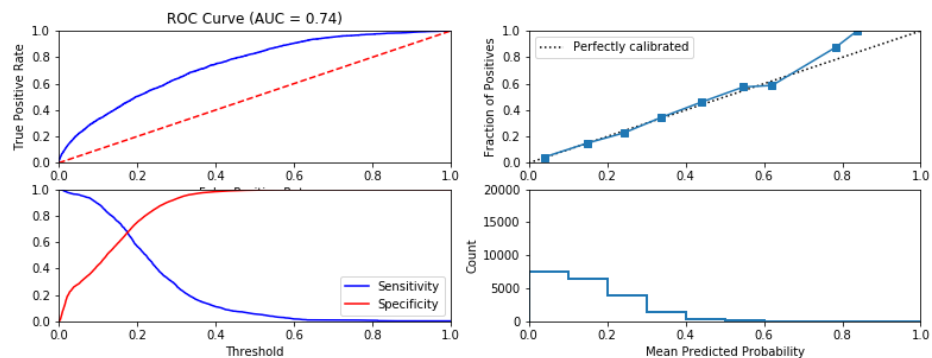 ROC Curve (AUC = 0.74)
True Positive Rate
1.0
0.8
0.6
0.4
0.2
0.0
0.0 0.2 0.4 0.6 0.8 1.0
Fraction of Positives
1.0
0.8
0.6
0.4
0.2
0.0
Perfectly calibrated
0.0 0.2 0.4 0.6 0.8 1.0
1.0
0.8
0.6
0.4
0.2
0.0
Sensitivity
Specificity
0.0 0.2 0.4 0.6 0.8 1.0
Threshold
Count
20000
15000
10000
5000
0
0.0 0.2 0.4 0.6 0.8 1.0
Mean Predicted Probability